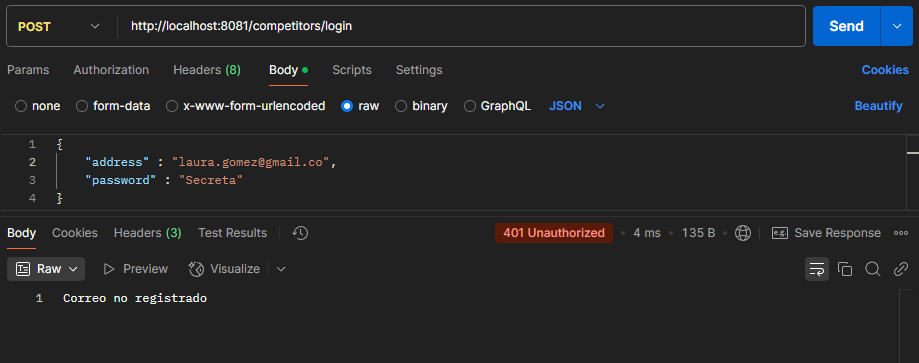 POST http://localhost:8081/competitors/login Send
Params Authorization Headers (8) Body Scripts Settings Cookies
none form-data x-www-form-urlencoded raw binary GraphQL JSON Beautify
1 {
2 "address" : "laura.gomez@gmail.co",
3 "password" : "Secreta"
4 }
Body Cookies Headers (3) Test Results 401 Unauthorized • 4 ms • 135 B • e.g. Save Response
Raw Preview Visualize
1 Correo no registrado